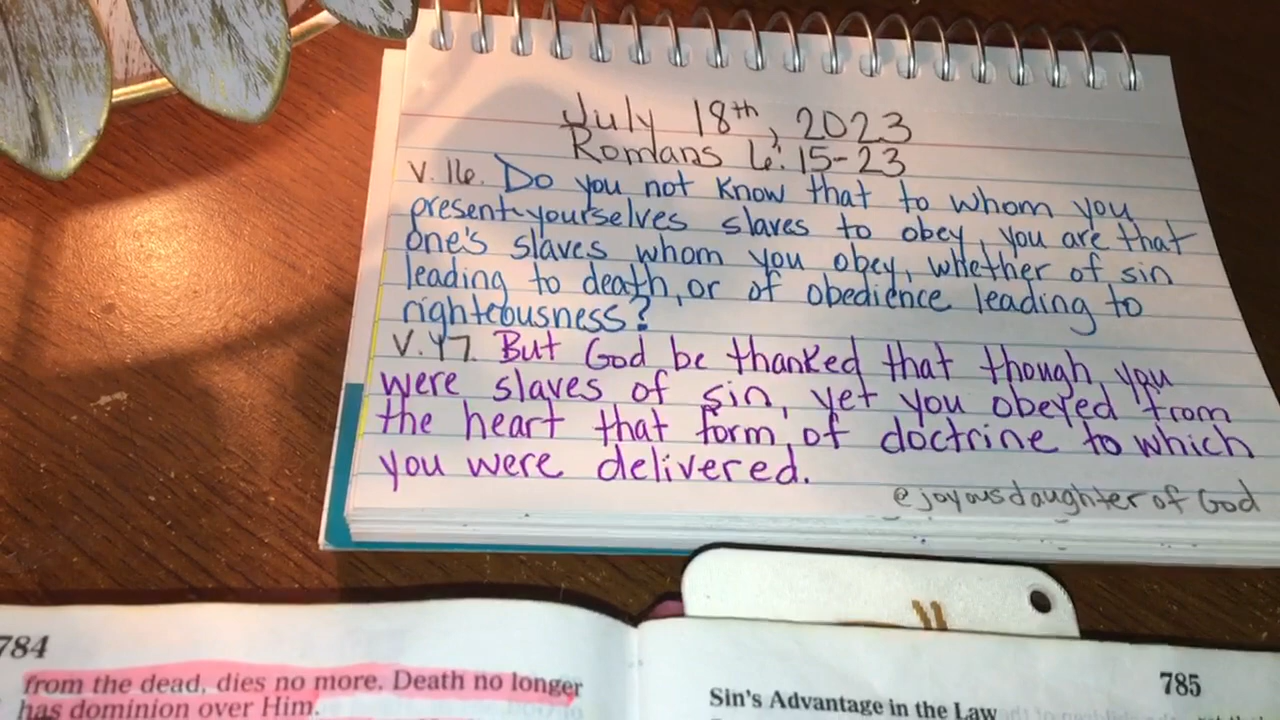 July 18th, 2023
Romans 6:15-23
V.16. Do you not know that to whom you
present yourselves slaves to obey, you are that
one's slaves whom you obey, whether of sin
leading to death, or of obedience leading to
righteousness?
V.17. But God be thanked that though you
were slaves of sin, yet you obeyed from
the heart that form of doctrine to which
you were delivered.
@joyousdaughterofGod
784
from the dead, dies no more. Death no longer
has dominion over Him.
785
Sin's Advantage in the Law